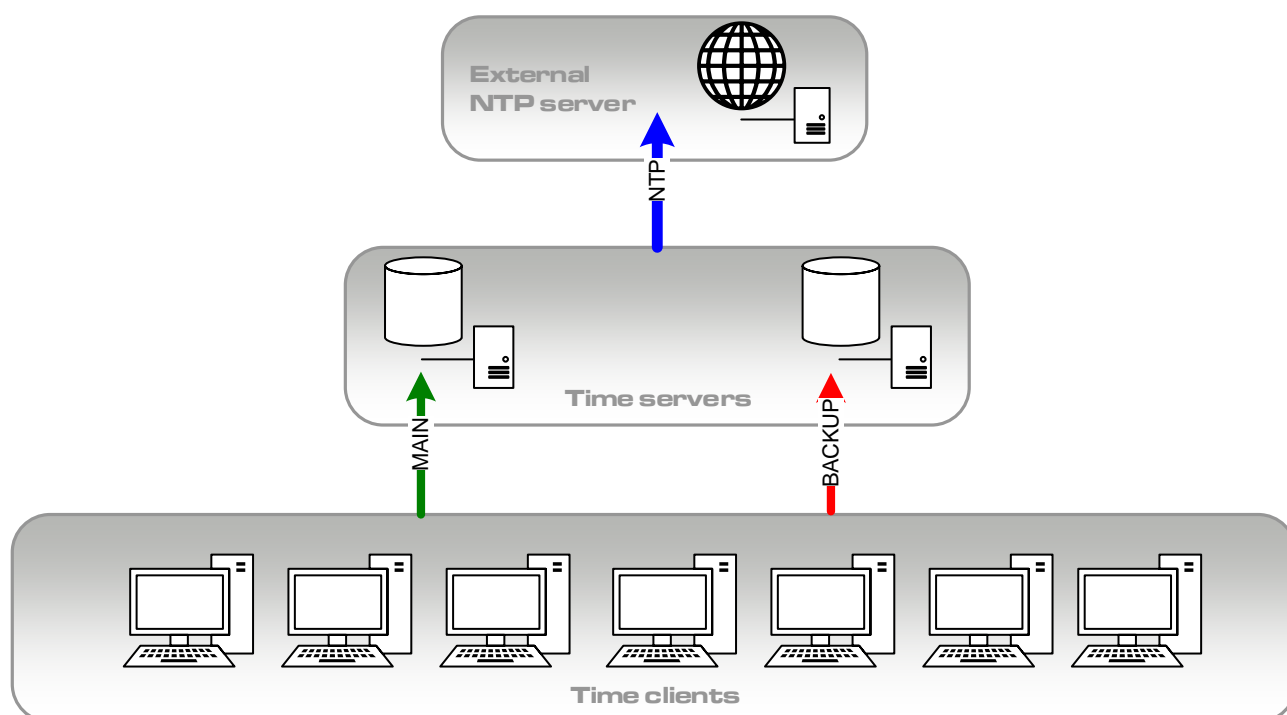 External
NTP server
NTP
Time servers
MAIN
BACKUP
Time clients